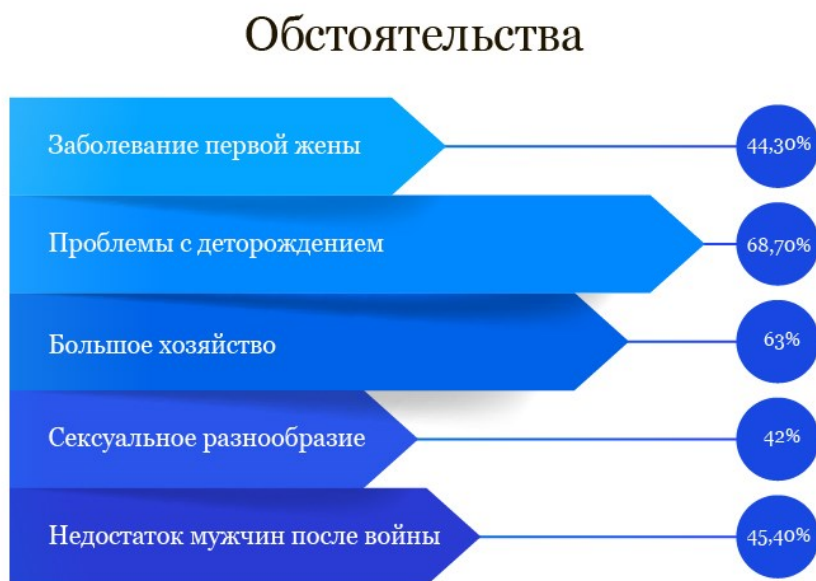 Обстоятельства
Заболевание первой жены
44,30%
Проблемы с деторождением
68,70%
Большое хозяйство
63%
Сексуальное разнообразие
42%
Недостаток мужчин после войны
45,40%